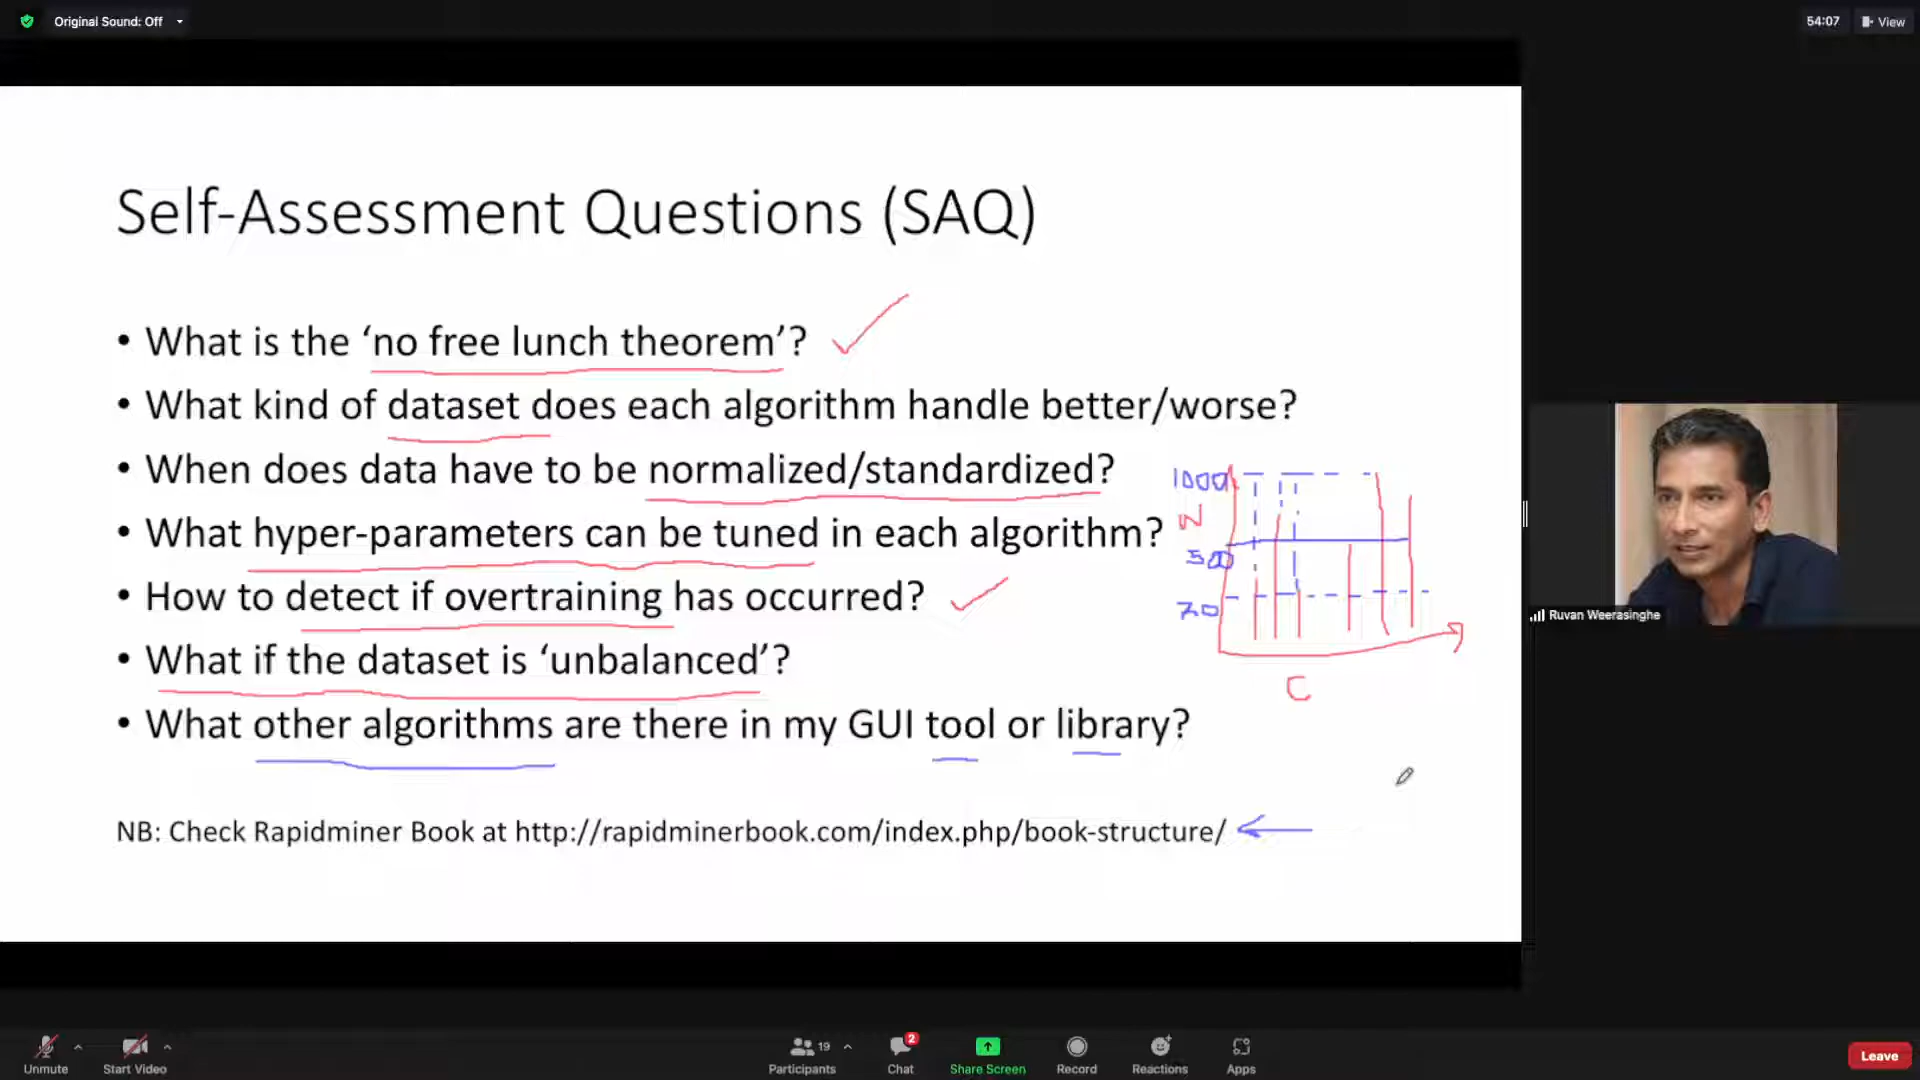 Original Sound: Off
54:07
View
Self-Assessment Questions (SAQ)
• What is the ‘no free lunch theorem’?
• What kind of dataset does each algorithm handle better/worse?
• When does data have to be normalized/standardized?
• What hyper-parameters can be tuned in each algorithm?
• How to detect if overtraining has occurred?
• What if the dataset is ‘unbalanced’?
• What other algorithms are there in my GUI tool or library?
NB: Check Rapidminer Book at http://rapidminerbook.com/index.php/book-structure/
1000
N
500
20
C
Ruvan Weerasinghe
Unmute
Start Video
Participants
19
Chat
2
Share Screen
Record
Reactions
Apps
Leave